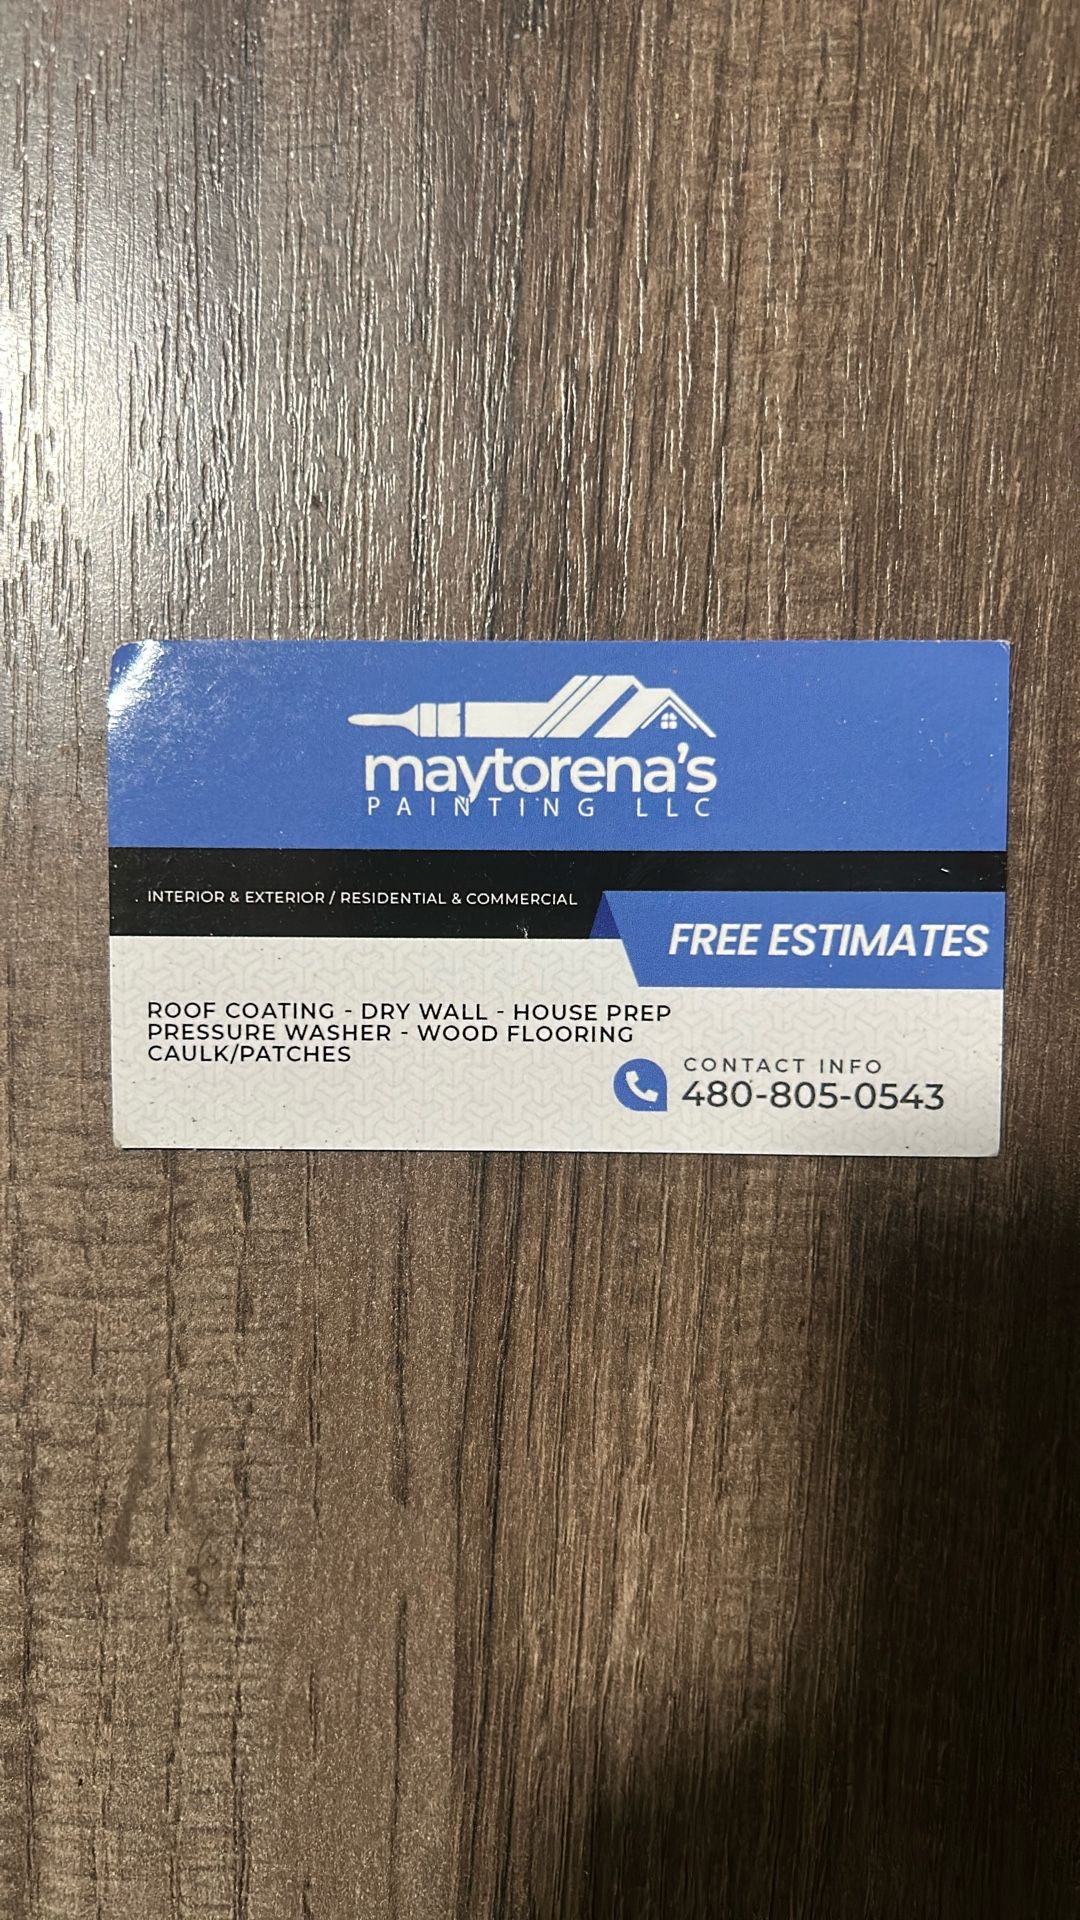 maytorena's
PAINTING LLC
INTERIOR & EXTERIOR / RESIDENTIAL & COMMERCIAL
FREE ESTIMATES
ROOF COATING - DRY WALL - HOUSE PREP
PRESSURE WASHER - WOOD FLOORING
CAULK/PATCHES
CONTACT INFO
480-805-0543